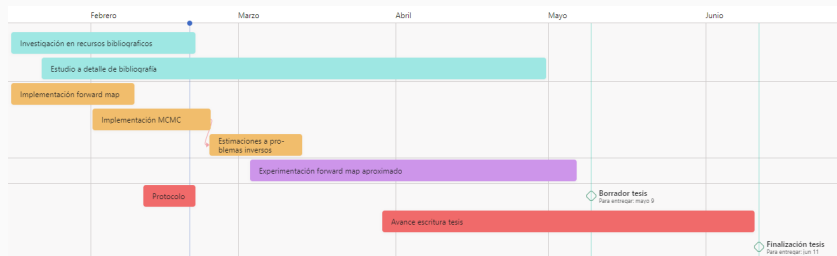 Febrero Marzo Abril Mayo Junio
Investigación en recursos bibliograficos
Estudio a detalle de bibliografía
Implementación forward map
Implementación MCMC
Estimaciones a pro-
blemas inversos
Experimentación forward map aproximado
Protocolo
Borrador tesis
Para entregar: mayo 9
Avance escritura tesis
Finalización tesis
Para entregar: jun 11